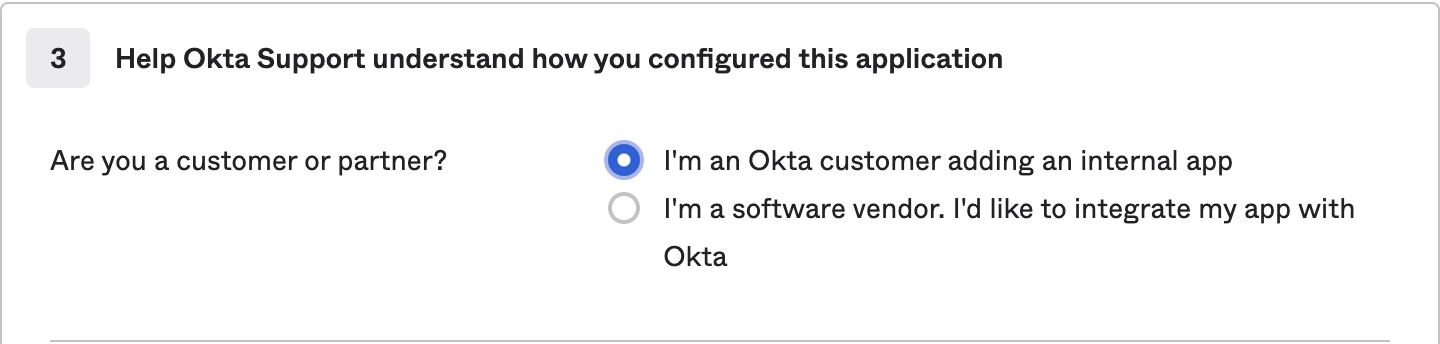 3 Help Okta Support understand how you configured this application
Are you a customer or partner?
I'm an Okta customer adding an internal app
I'm a software vendor. I'd like to integrate my app with
Okta